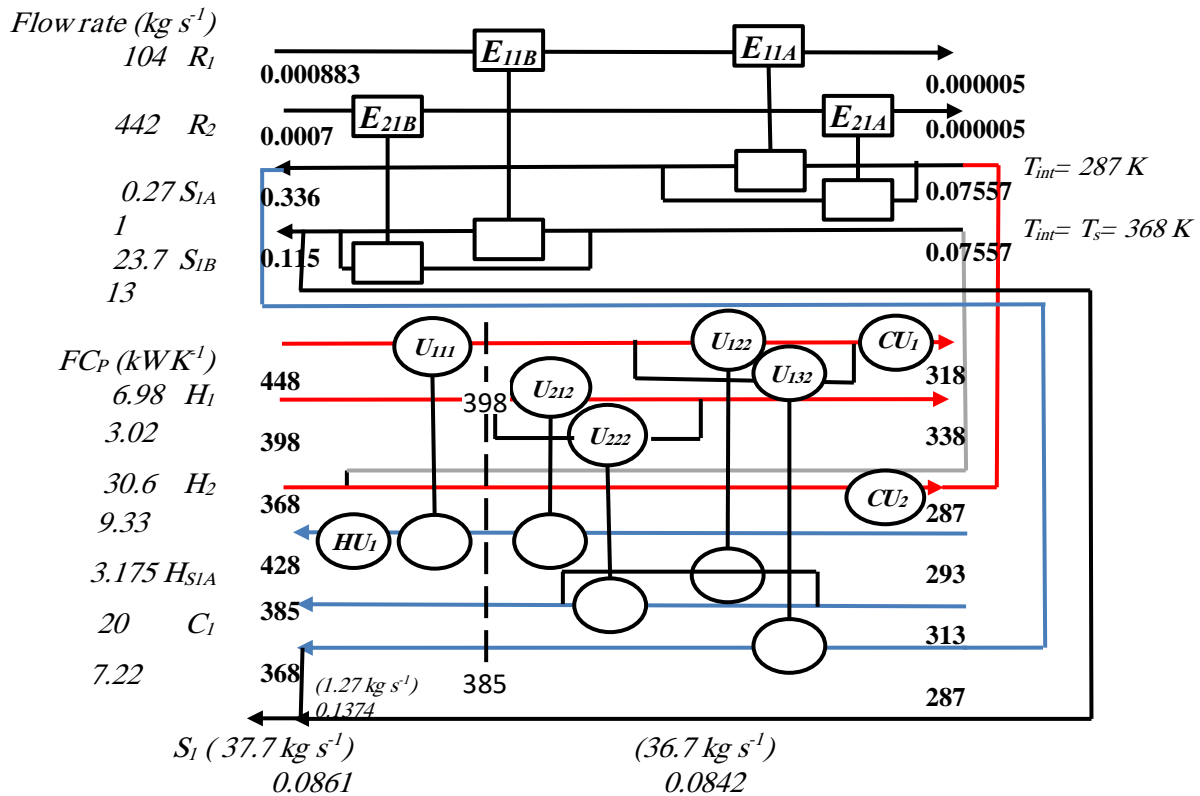 Flow rate (kg s⁻¹)
104 R₁
E₁₁B
E₁₁A
0.000883
0.000005
442 R₂
E₂₁B
E₂₁A
0.0007
0.000005
0.27 S₁A
0.336
0.07557
T_int= 287 K
1
23.7 S₁B
0.115
0.07557
T_int= T_s= 368 K
13
FC_P (kW K⁻¹)
U₁₁₁
U₁₂₂
CU₁
448
318
6.98 H₁
U₂₁₂
U₁₃₂
398
3.02
U₂₂₂
398
338
30.6 H₂
368
CU₂
287
9.33
HU₁
428
293
3.175 H_S1A
385
313
20 C₁
7.22
368
385
287
(1.27 kg s⁻¹)
0.1374
S₁ ( 37.7 kg s⁻¹)
(36.7 kg s⁻¹)
0.0861
0.0842